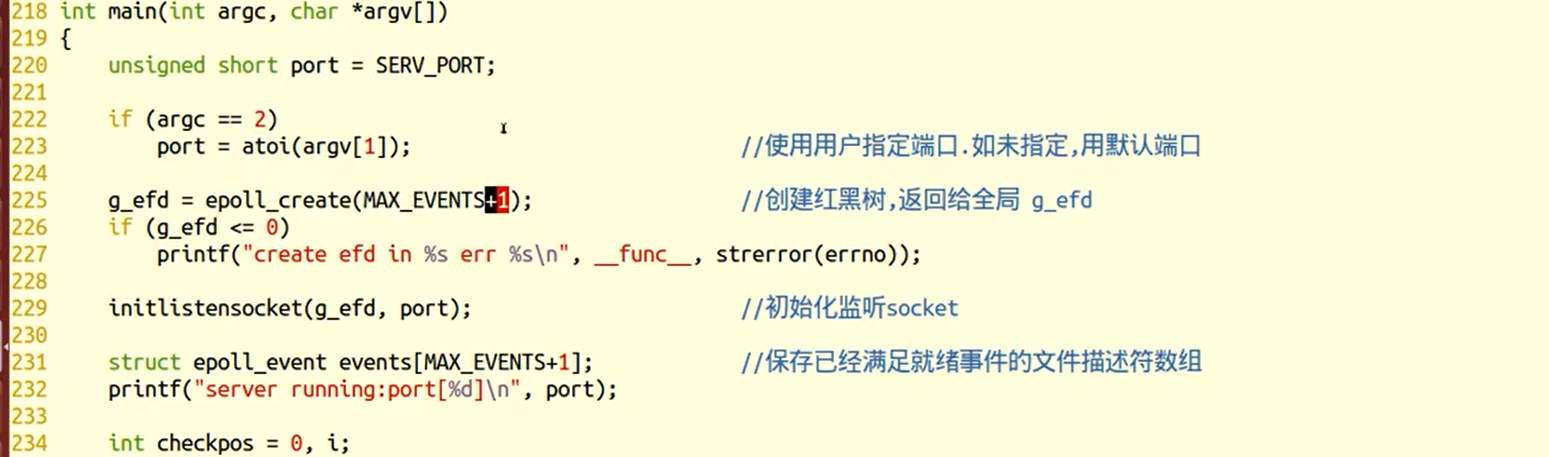 218 int main(int argc, char *argv[])
219 {
220     unsigned short port = SERV_PORT;
221
222     if (argc == 2)
223         port = atoi(argv[1]);                           //使用用户指定端口.如未指定,用默认端口
224
225     g_efd = epoll_create(MAX_EVENTS+1);                 //创建红黑树,返回给全局 g_efd
226     if (g_efd <= 0)
227         printf("create efd in %s err %s\n", __func__, strerror(errno));
228
229     initlistensocket(g_efd, port);                      //初始化监听socket
230
231     struct epoll_event events[MAX_EVENTS+1];            //保存已经满足就绪事件的文件描述符数组
232     printf("server running:port[%d]\n", port);
233
234     int checkpos = 0, i;